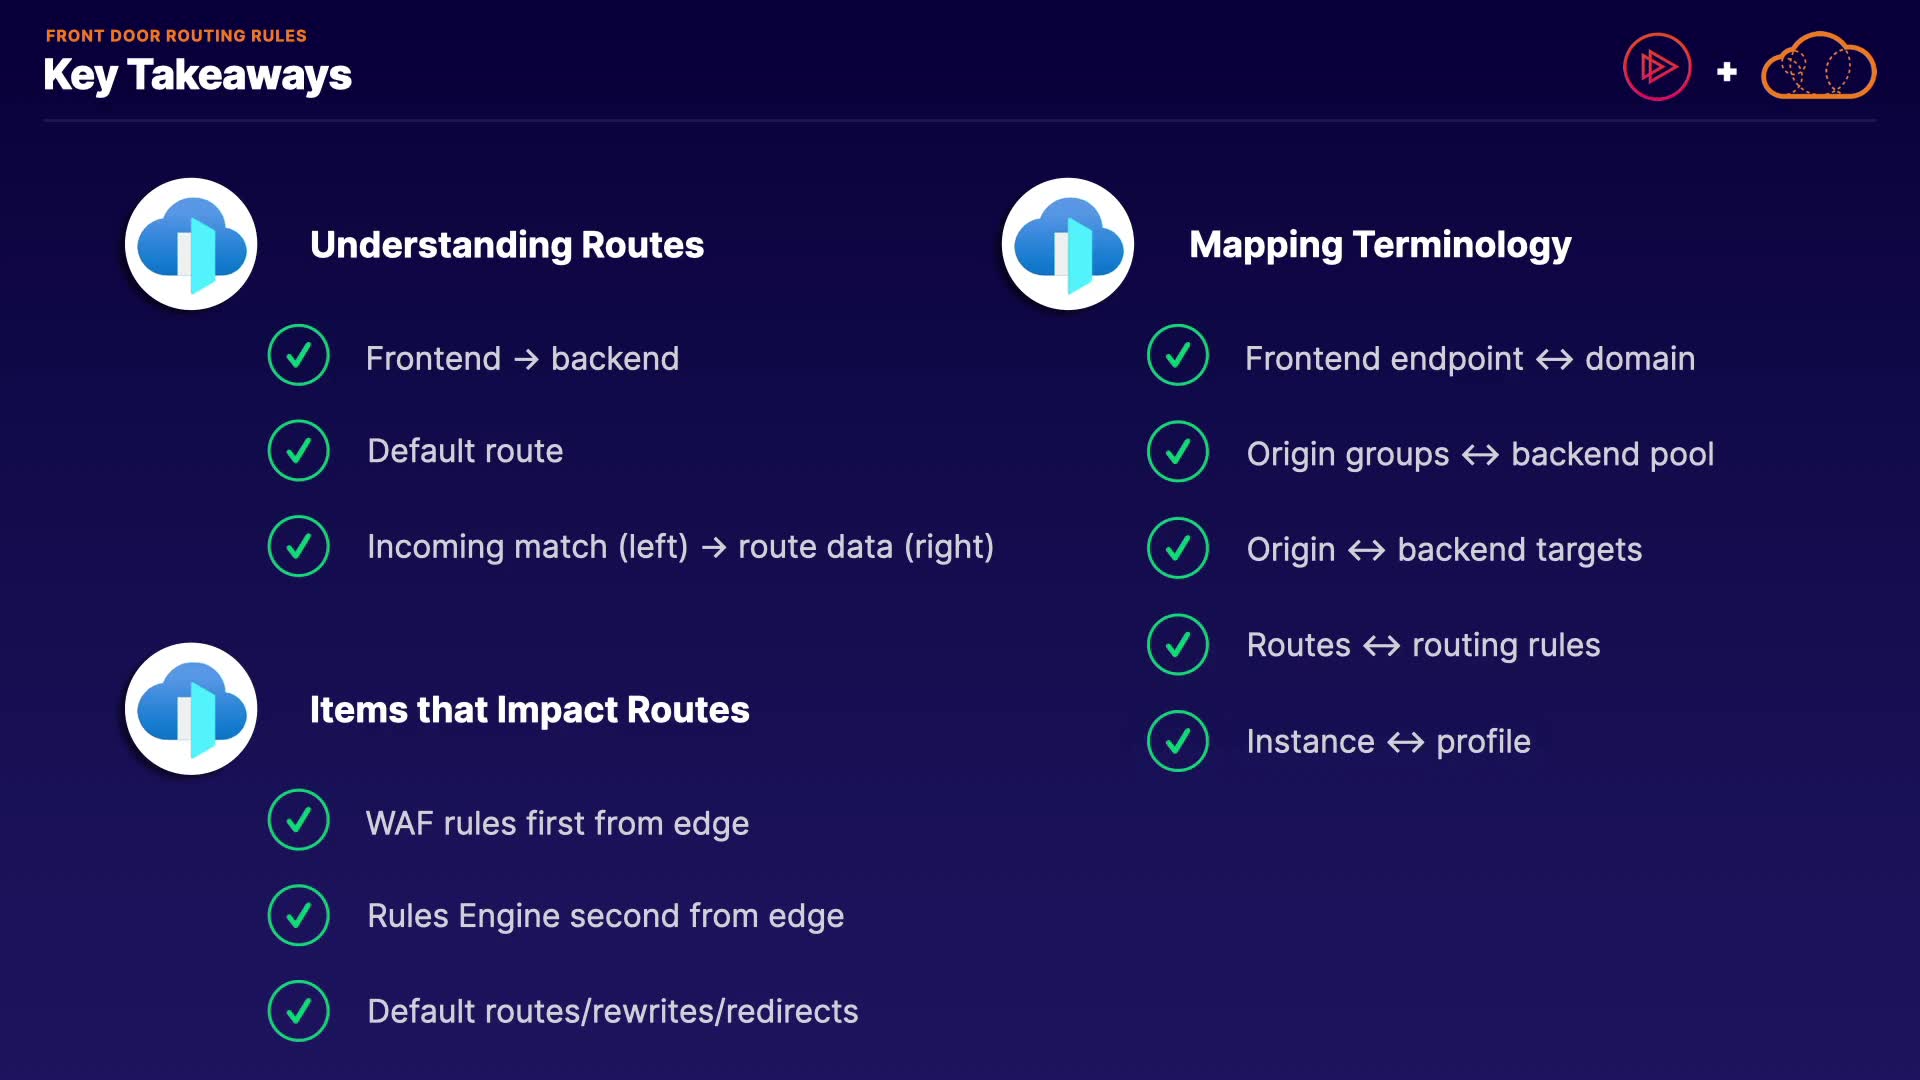 FRONT DOOR ROUTING RULES
Key Takeaways
Understanding Routes
Frontend → backend
Default route
Incoming match (left) → route data (right)
Items that Impact Routes
WAF rules first from edge
Rules Engine second from edge
Default routes/rewrites/redirects
Mapping Terminology
Frontend endpoint ↔ domain
Origin groups ↔ backend pool
Origin ↔ backend targets
Routes ↔ routing rules
Instance ↔ profile